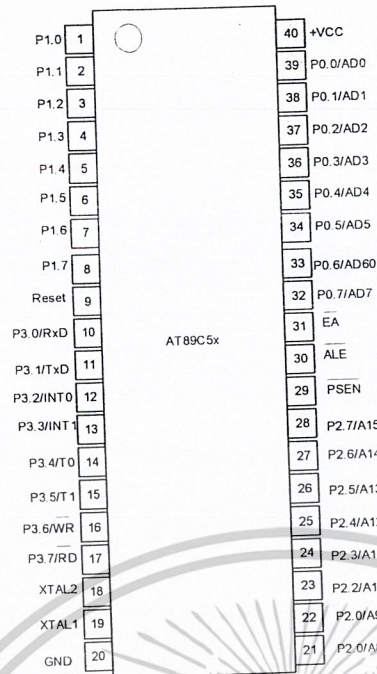 P1.0 1
P1.1 2
P1.2 3
P1.3 4
P1.4 5
P1.5 6
P1.6 7
P1.7 8
Reset 9
P3.0/RxD 10
P3.1/TxD 11
P3.2/INT0 12
P3.3/INT1 13
P3.4/T0 14
P3.5/T1 15
P3.6/WR 16
P3.7/RD 17
XTAL2 18
XTAL1 19
GND 20
AT89C5x
40 +VCC
39 P0.0/AD0
38 P0.1/AD1
37 P0.2/AD2
36 P0.3/AD3
35 P0.4/AD4
34 P0.5/AD5
33 P0.6/AD60
32 P0.7/AD7
31 EA
30 ALE
29 PSEN
28 P2.7/A15
27 P2.6/A14
26 P2.5/A13
25 P2.4/A12
24 P2.3/A1
23 P2.2/A1
22 P2.0/A9
21 P2.0/A8